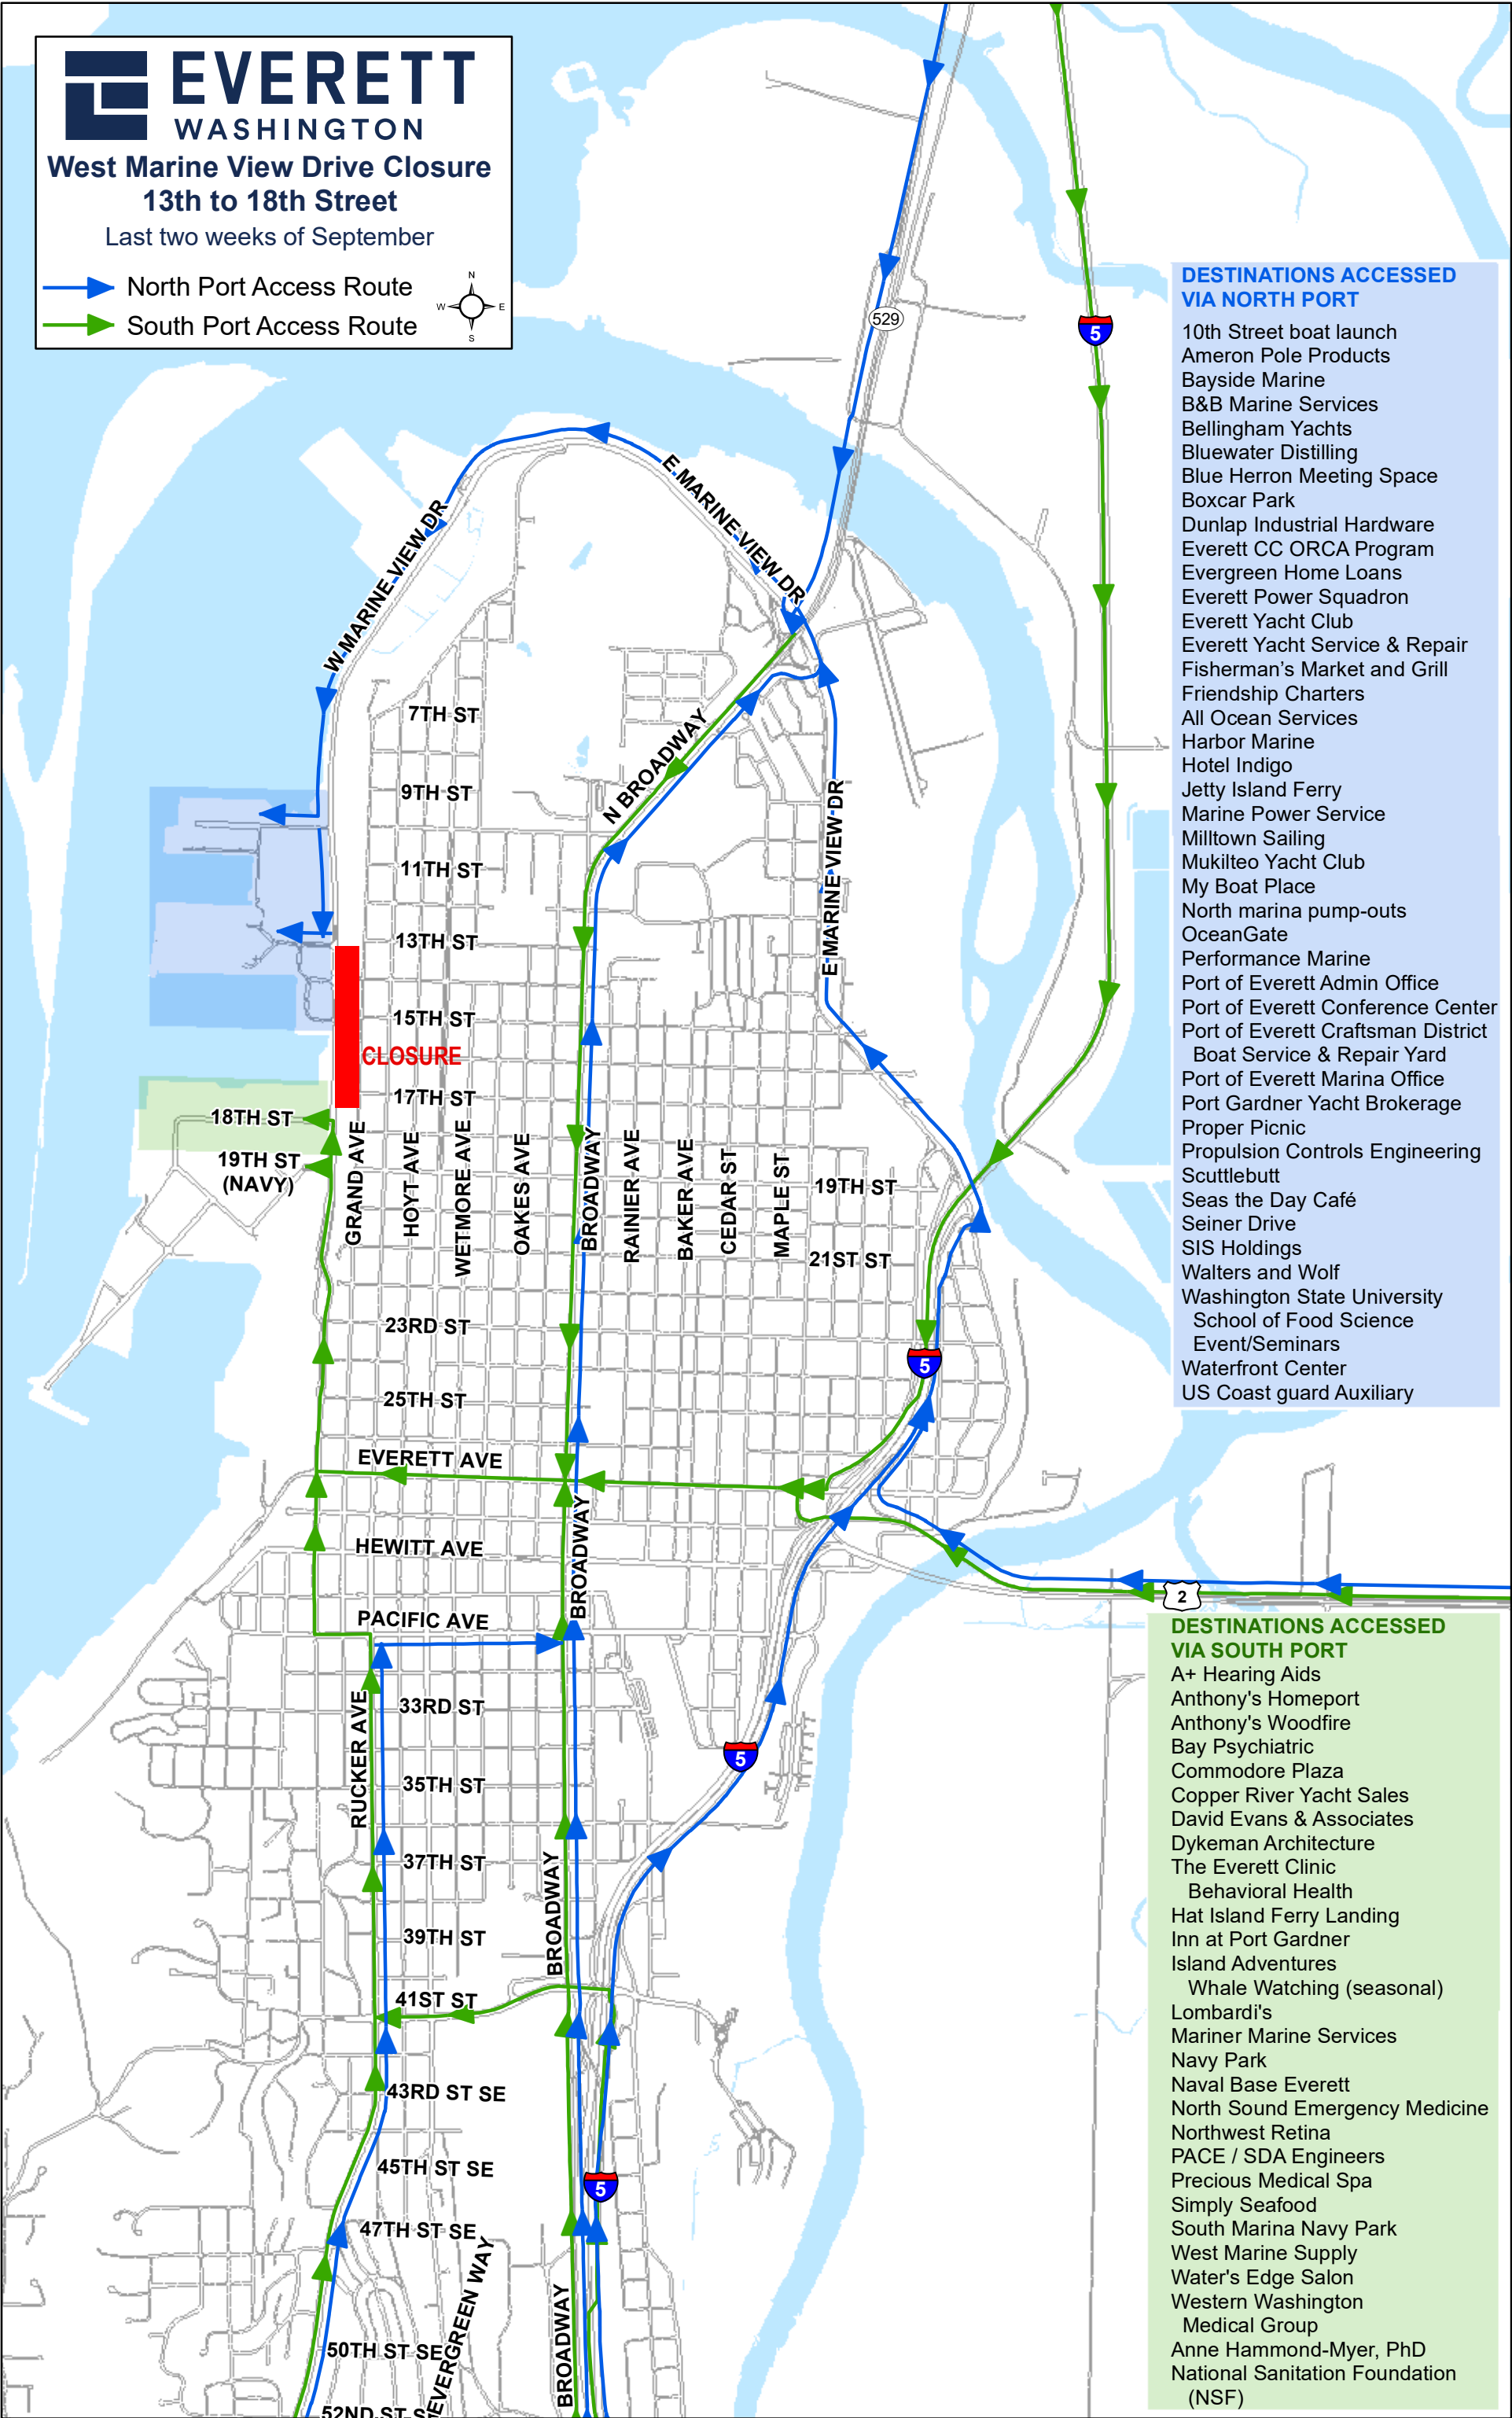 EVERETT
WASHINGTON
West Marine View Drive Closure
13th to 18th Street
Last two weeks of September
North Port Access Route
South Port Access Route
N
W
E
S
529
5
DESTINATIONS ACCESSED
VIA NORTH PORT
10th Street boat launch
Ameron Pole Products
Bayside Marine
B&B Marine Services
Bellingham Yachts
Bluewater Distilling
Blue Herron Meeting Space
Boxcar Park
Dunlap Industrial Hardware
Everett CC ORCA Program
Evergreen Home Loans
Everett Power Squadron
Everett Yacht Club
Everett Yacht Service & Repair
Fisherman's Market and Grill
Friendship Charters
All Ocean Services
Harbor Marine
Hotel Indigo
Jetty Island Ferry
Marine Power Service
Milltown Sailing
Mukilteo Yacht Club
My Boat Place
North marina pump-outs
OceanGate
Performance Marine
Port of Everett Admin Office
Port of Everett Conference Center
Port of Everett Craftsman District
Boat Service & Repair Yard
Port of Everett Marina Office
Port Gardner Yacht Brokerage
Proper Picnic
Propulsion Controls Engineering
Scuttlebutt
Seas the Day Café
Seiner Drive
SIS Holdings
Walters and Wolf
Washington State University
School of Food Science
Event/Seminars
Waterfront Center
US Coast guard Auxiliary
E MARINE VIEW DR
W MARINE VIEW DR
7TH ST
N BROADWAY
9TH ST
11TH ST
E MARINE VIEW DR
13TH ST
15TH ST
CLOSURE
17TH ST
18TH ST
19TH ST
(NAVY)
GRAND AVE
HOYT AVE
WETMORE AVE
OAKES AVE
BROADWAY
RAINIER AVE
BAKER AVE
CEDAR ST
MAPLE ST
19TH ST
21ST ST
23RD ST
5
25TH ST
EVERETT AVE
HEWITT AVE
BROADWAY
2
PACIFIC AVE
RUCKER AVE
33RD ST
5
35TH ST
37TH ST
BROADWAY
39TH ST
41ST ST
43RD ST SE
45TH ST SE
5
47TH ST SE
EVERGREEN WAY
BROADWAY
50TH ST SE
52ND ST SE
DESTINATIONS ACCESSED
VIA SOUTH PORT
A+ Hearing Aids
Anthony's Homeport
Anthony's Woodfire
Bay Psychiatric
Commodore Plaza
Copper River Yacht Sales
David Evans & Associates
Dykeman Architecture
The Everett Clinic
Behavioral Health
Hat Island Ferry Landing
Inn at Port Gardner
Island Adventures
Whale Watching (seasonal)
Lombardi's
Mariner Marine Services
Navy Park
Naval Base Everett
North Sound Emergency Medicine
Northwest Retina
PACE / SDA Engineers
Precious Medical Spa
Simply Seafood
South Marina Navy Park
West Marine Supply
Water's Edge Salon
Western Washington
Medical Group
Anne Hammond-Myer, PhD
National Sanitation Foundation
(NSF)